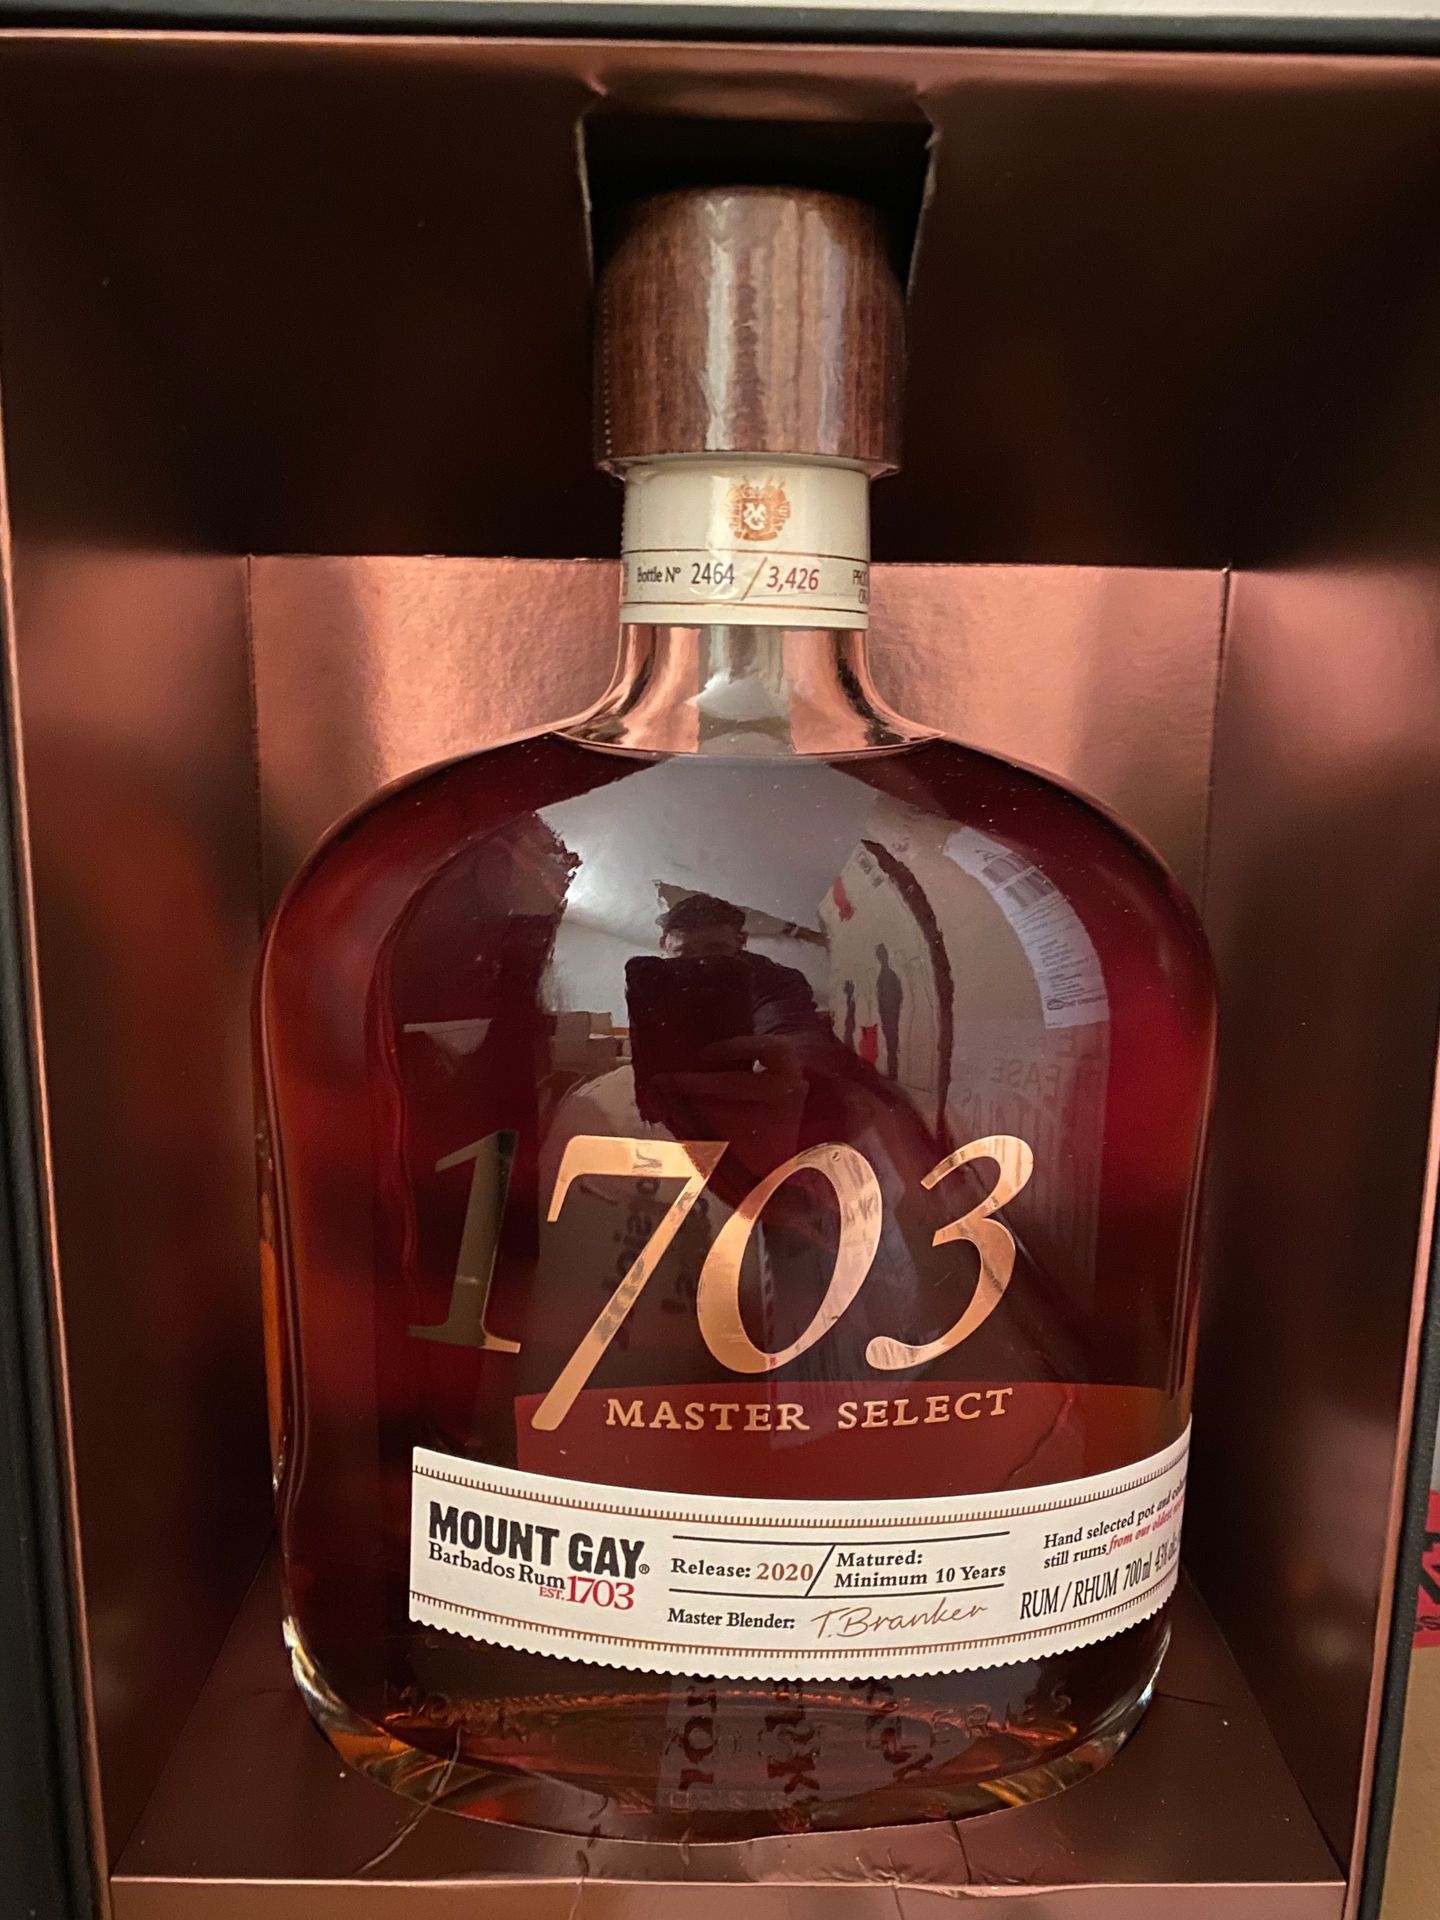 Bottle Nº 2464 / 3,426
1703
MASTER SELECT
MOUNT GAY®
Barbados Rum
EST. 1703
Release: 2020 / Matured:
Minimum 10 Years
Master Blender: T. Branker
Hand selected pot and
still rums from our oldest
RUM / RHUM 700 ml 43%